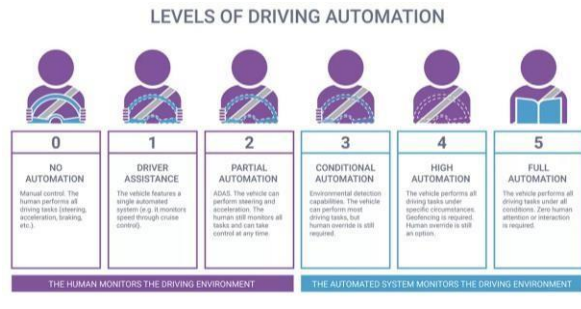 LEVELS OF DRIVING AUTOMATION
0
NO
AUTOMATION
Manual control. The
human performs all
driving tasks (steering,
acceleration, braking,
etc.).
1
DRIVER
ASSISTANCE
The vehicle features a
single automated
system (e.g. it monitors
speed through cruise
control).
2
PARTIAL
AUTOMATION
ADAS. The vehicle can
perform steering and
acceleration. The
human still monitors all
tasks and can take
control at any time.
3
CONDITIONAL
AUTOMATION
Environmental detection
capabilities. The vehicle
can perform most
driving tasks, but
human override is still
required.
4
HIGH
AUTOMATION
The vehicle performs all
driving tasks under
specific circumstances.
Geofencing is required.
Human override is still
an option.
5
FULL
AUTOMATION
The vehicle performs all
driving tasks under all
conditions. Zero human
attention or interaction
is required.
THE HUMAN MONITORS THE DRIVING ENVIRONMENT
THE AUTOMATED SYSTEM MONITORS THE DRIVING ENVIRONMENT